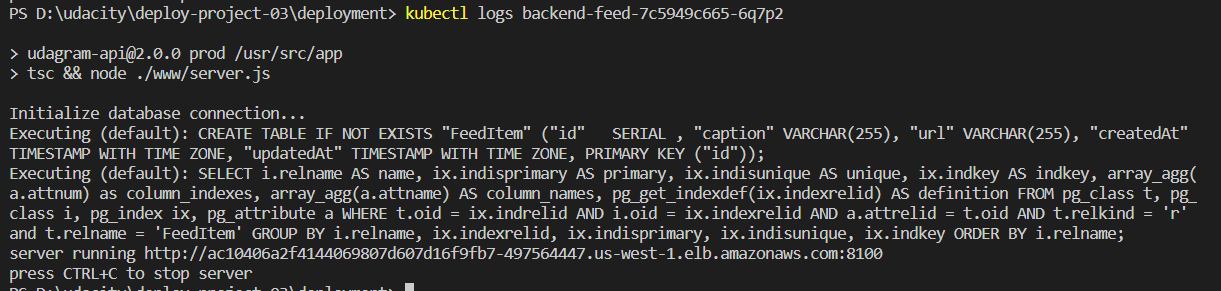 PS D:\udacity\deploy-project-03\deployment> kubectl logs backend-feed-7c5949c665-6q7p2
> udagram-api@2.0.0 prod /usr/src/app
> tsc && node ./www/server.js
Initialize database connection...
Executing (default): CREATE TABLE IF NOT EXISTS "FeedItem" ("id"   SERIAL , "caption" VARCHAR(255), "url" VARCHAR(255), "createdAt"
TIMESTAMP WITH TIME ZONE, "updatedAt" TIMESTAMP WITH TIME ZONE, PRIMARY KEY ("id"));
Executing (default): SELECT i.relname AS name, ix.indisprimary AS primary, ix.indisunique AS unique, ix.indkey AS indkey, array_agg(
a.attnum) as column_indexes, array_agg(a.attname) AS column_names, pg_get_indexdef(ix.indexrelid) AS definition FROM pg_class t, pg_
class i, pg_index ix, pg_attribute a WHERE t.oid = ix.indrelid AND i.oid = ix.indexrelid AND a.attrelid = t.oid AND t.relkind = 'r'
and t.relname = 'FeedItem' GROUP BY i.relname, ix.indexrelid, ix.indisprimary, ix.indisunique, ix.indkey ORDER BY i.relname;
server running http://ac10406a2f4144069807d607d16f9fb7-497564447.us-west-1.elb.amazonaws.com:8100
press CTRL+C to stop server
PS D:\udacity\deploy-project-03\deployment>